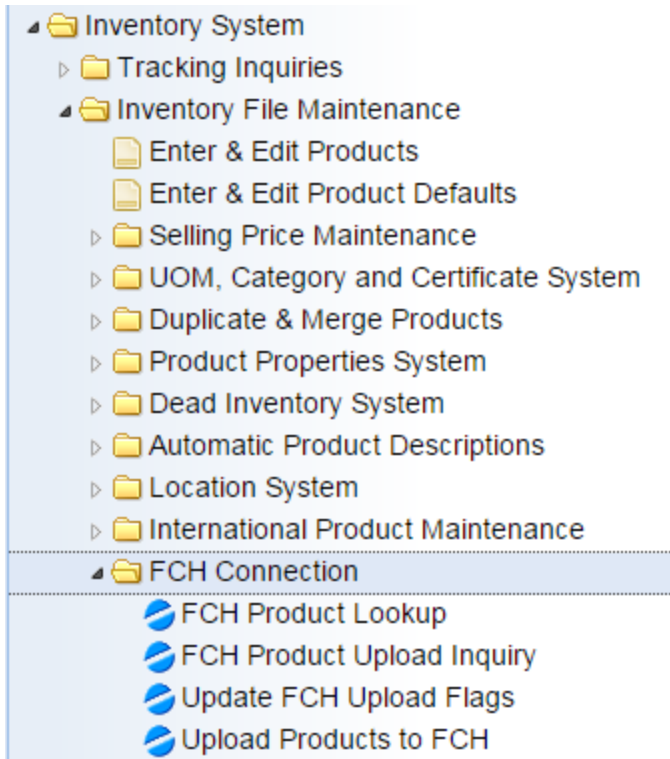 Inventory System
Tracking Inquiries
Inventory File Maintenance
Enter & Edit Products
Enter & Edit Product Defaults
Selling Price Maintenance
UOM, Category and Certificate System
Duplicate & Merge Products
Product Properties System
Dead Inventory System
Automatic Product Descriptions
Location System
International Product Maintenance
FCH Connection
FCH Product Lookup
FCH Product Upload Inquiry
Update FCH Upload Flags
Upload Products to FCH